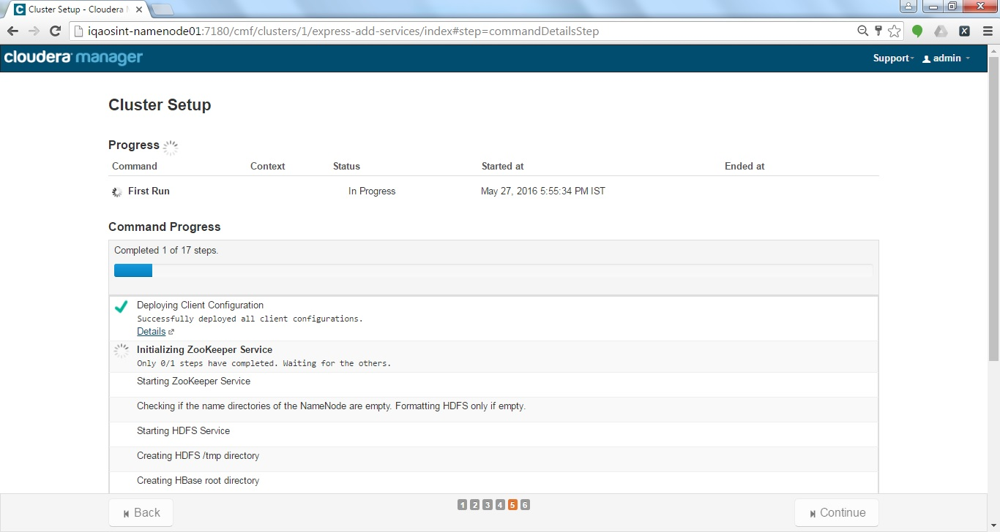 Cluster Setup - Cloudera
iqaosint-namenode01:7180/cmf/clusters/1/express-add-services/index#step=commandDetailsStep
cloudera manager
Support
admin
Cluster Setup
Progress
Command Context Status Started at Ended at
First Run In Progress May 27, 2016 5:55:34 PM IST
Command Progress
Completed 1 of 17 steps.
Deploying Client Configuration
Successfully deployed all client configurations.
Details
Initializing ZooKeeper Service
Only 0/1 steps have completed. Waiting for the others.
Starting ZooKeeper Service
Checking if the name directories of the NameNode are empty. Formatting HDFS only if empty.
Starting HDFS Service
Creating HDFS /tmp directory
Creating HBase root directory
Back
1 2 3 4 5 6
Continue